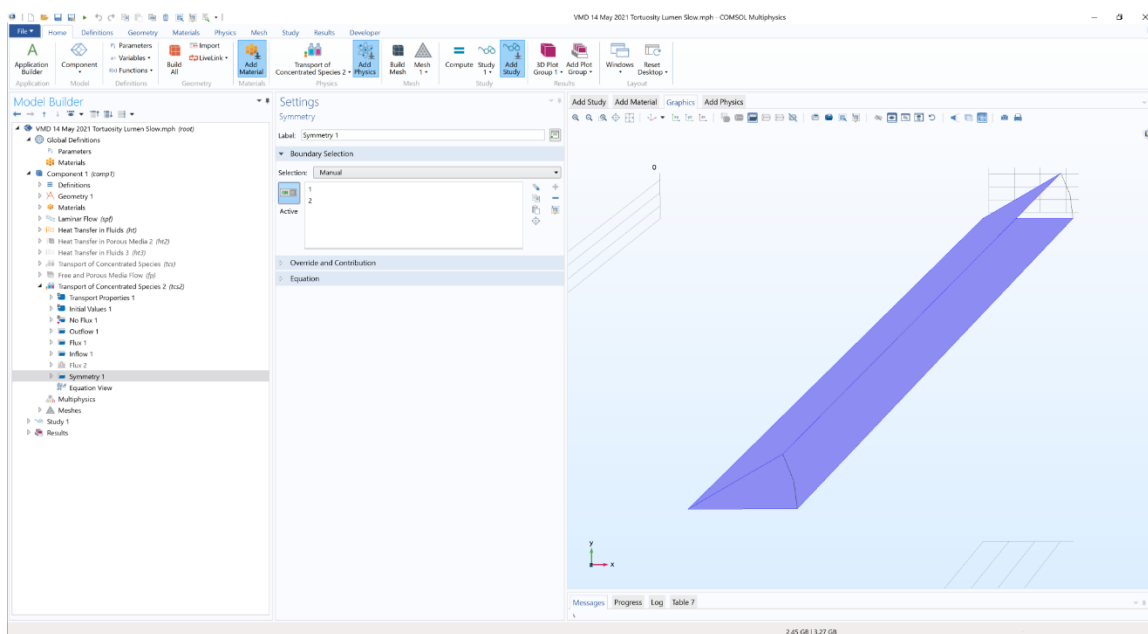 VMD 14 May 2021 Tortuosity Lumen Slow.mph - COMSOL Multiphysics
File Home Definitions Geometry Materials Physics Mesh Study Results Developer
Application Builder
Component
Pi Parameters
a= Variables
f(x) Functions
Build All
Import
LiveLink
Add Material
Transport of Concentrated Species 2
Add Physics
Build Mesh
Mesh 1
Compute
Study 1
Add Study
3D Plot Group 1
Add Plot Group
Windows
Reset Desktop
Application Model Definitions Geometry Materials Physics Mesh Study Results Layout
Model Builder
VMD 14 May 2021 Tortuosity Lumen Slow.mph (root)
Global Definitions
Pi Parameters
Materials
Component 1 (comp1)
Definitions
Geometry 1
Materials
Laminar Flow (spf)
Heat Transfer in Fluids (ht)
Heat Transfer in Porous Media 2 (ht2)
Heat Transfer in Fluids 3 (ht3)
Transport of Concentrated Species (tcs)
Free and Porous Media Flow (fp)
Transport of Concentrated Species 2 (tcs2)
Transport Properties 1
Initial Values 1
No Flux 1
Outflow 1
Flux 1
Inflow 1
Flux 2
Symmetry 1
Equation View
Multiphysics
Meshes
Study 1
Results
Settings
Symmetry
Label: Symmetry 1
Boundary Selection
Selection: Manual
1
2
Active
Override and Contribution
Equation
Add Study Add Material Graphics Add Physics
0
y
x
Messages Progress Log Table 7
2.45 GB | 3.27 GB